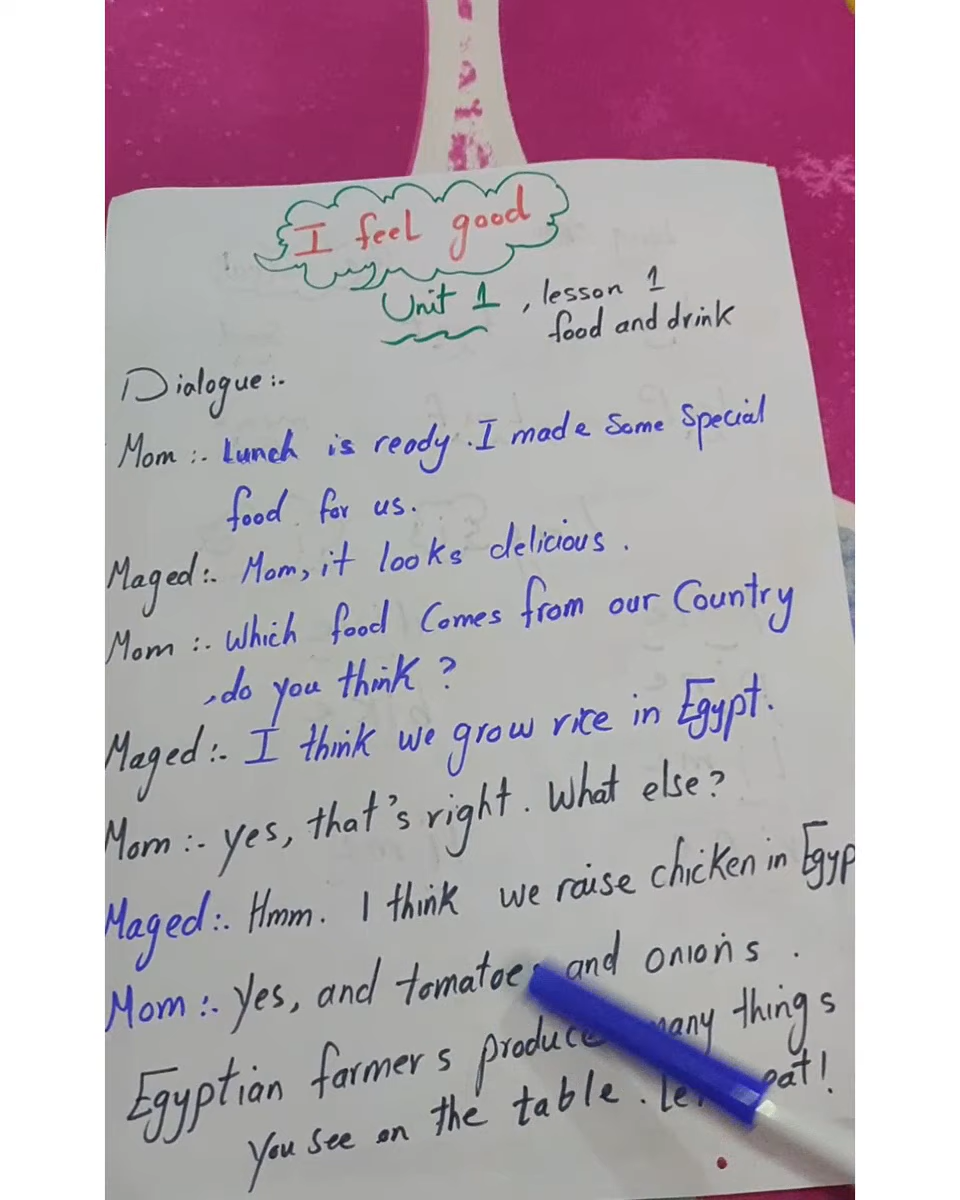 I feel good
Unit 1, lesson 1
food and drink
Dialogue:-
Mom :- Lunch is ready. I made some special
food for us.
Maged:- Mom, it looks delicious.
Mom :- Which food comes from our country
, do you think?
Maged:- I think we grow rice in Egypt.
Mom :- yes, that's right. What else?
Maged:- Hmm. I think we raise chicken in Egyp
Mom :- Yes, and tomatoes and onions.
Egyptian farmers produce many things
you see on the table. eat!